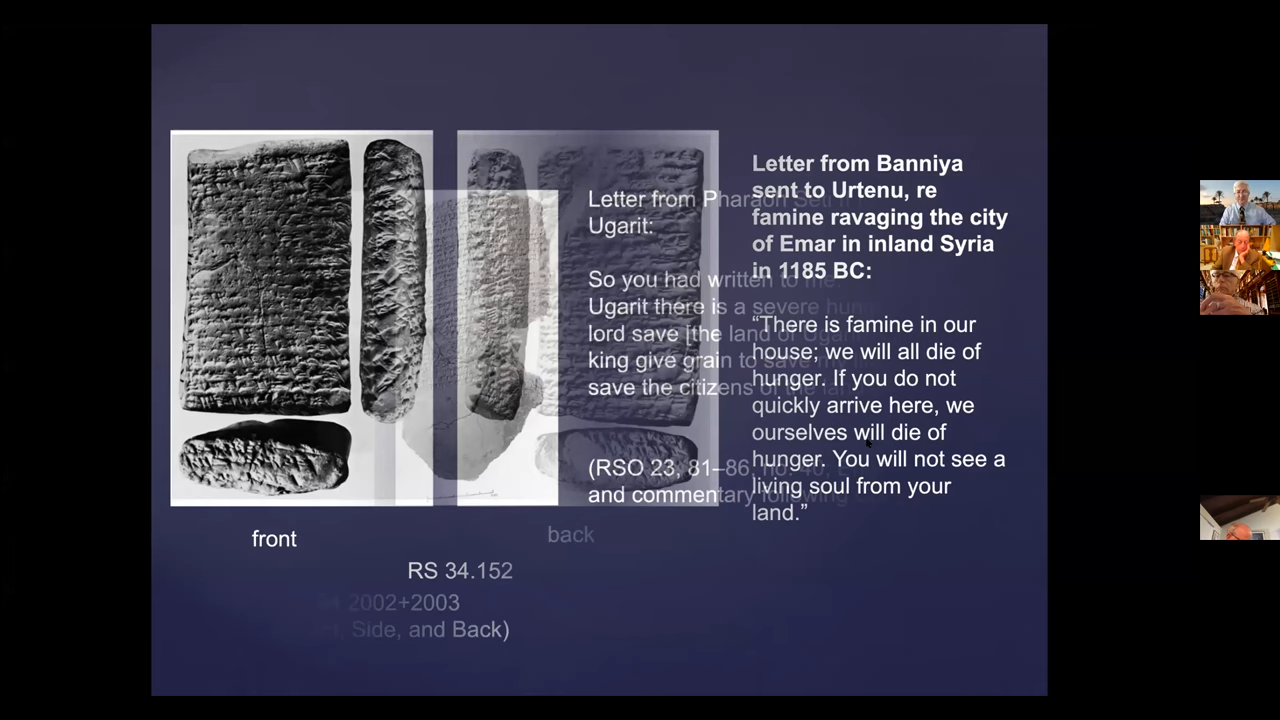 Letter from Banniya
sent to Urtenu, re
famine ravaging the city
of Emar in inland Syria
in 1185 BC:
“There is famine in our
house; we will all die of
hunger. If you do not
quickly arrive here, we
ourselves will die of
hunger. You will not see a
living soul from your
land.”
Letter from Pharaoh Seti
Ugarit:
So you had written to me:
Ugarit there is a severe
lord save [the land of
king give grain to save
save the citizens of the
(RSO 23, 81–86, no.
and commentary following
front
back
RS 34.152
2002+2003
Side, and Back)